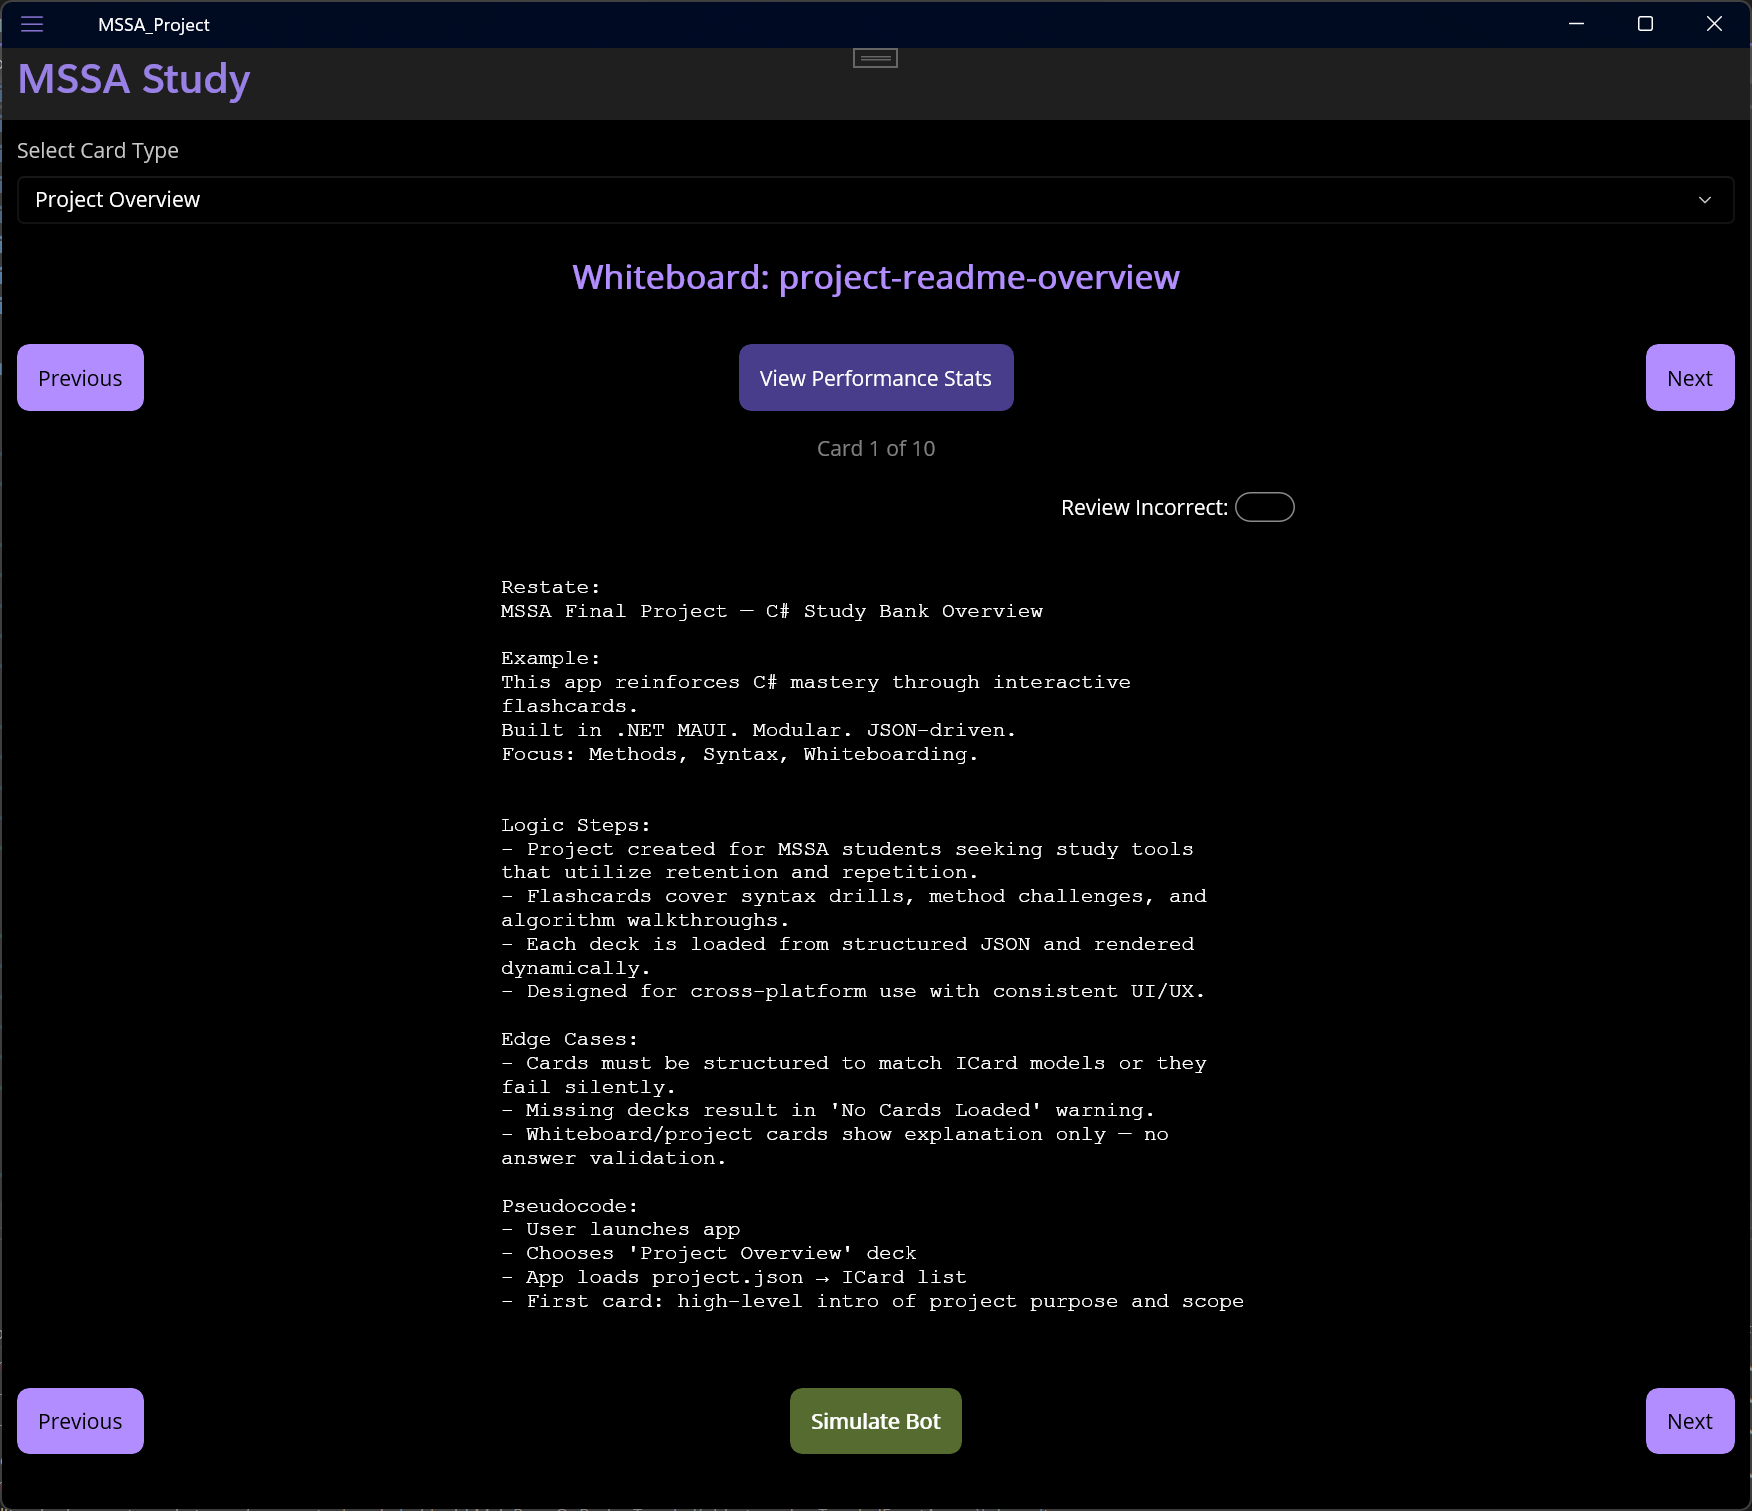 MSSA_Project
MSSA Study
Select Card Type
Project Overview
Whiteboard: project-readme-overview
Previous
View Performance Stats
Next
Card 1 of 10
Review Incorrect:
Restate:
MSSA Final Project — C# Study Bank Overview
Example:
This app reinforces C# mastery through interactive
flashcards.
Built in .NET MAUI. Modular. JSON-driven.
Focus: Methods, Syntax, Whiteboarding.
Logic Steps:
- Project created for MSSA students seeking study tools
that utilize retention and repetition.
- Flashcards cover syntax drills, method challenges, and
algorithm walkthroughs.
- Each deck is loaded from structured JSON and rendered
dynamically.
- Designed for cross-platform use with consistent UI/UX.
Edge Cases:
- Cards must be structured to match ICard models or they
fail silently.
- Missing decks result in 'No Cards Loaded' warning.
- Whiteboard/project cards show explanation only — no
answer validation.
Pseudocode:
- User launches app
- Chooses 'Project Overview' deck
- App loads project.json → ICard list
- First card: high-level intro of project purpose and scope
Previous
Simulate Bot
Next